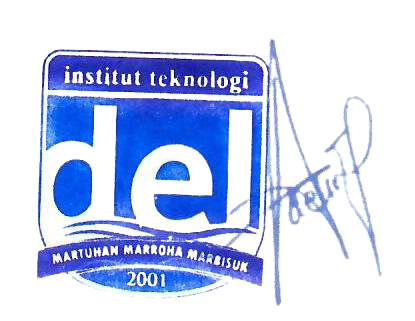 institut teknologi
del
MARTUHAN MARROHA MARBISUK
2001